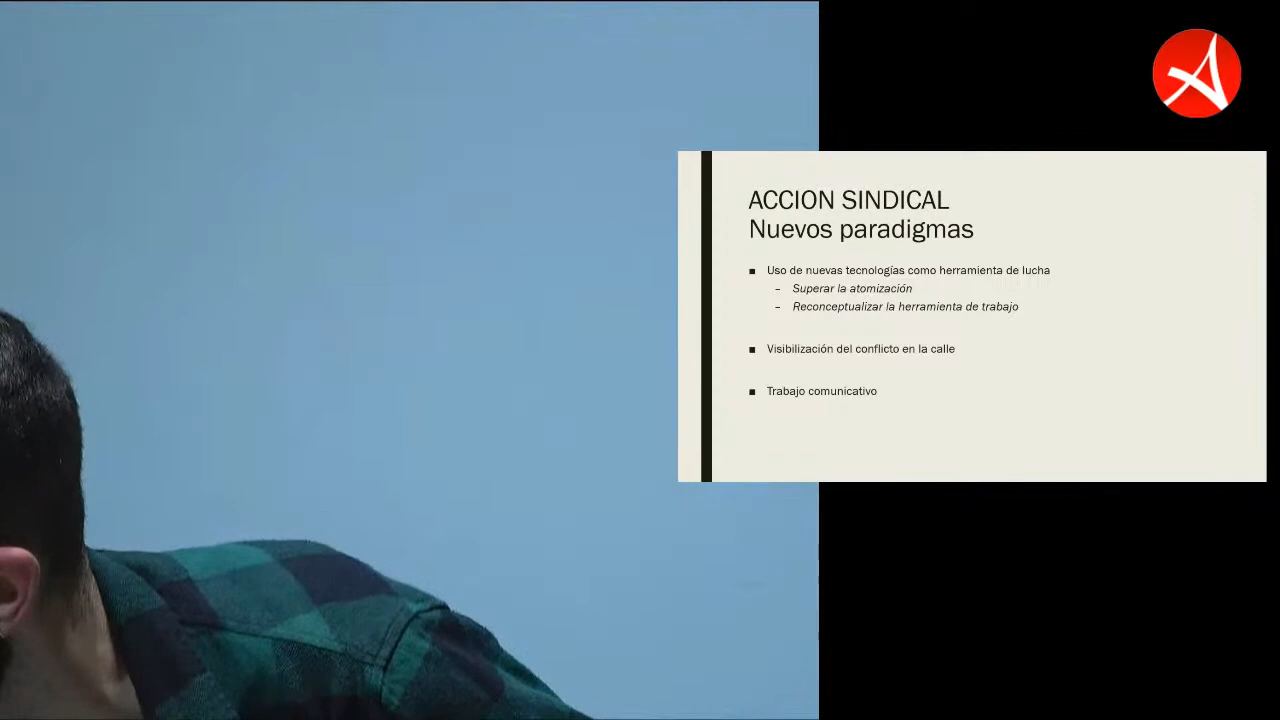 ACCION SINDICAL
Nuevos paradigmas
▪ Uso de nuevas tecnologías como herramienta de lucha
– Superar la atomización
– Reconceptualizar la herramienta de trabajo
▪ Visibilización del conflicto en la calle
▪ Trabajo comunicativo